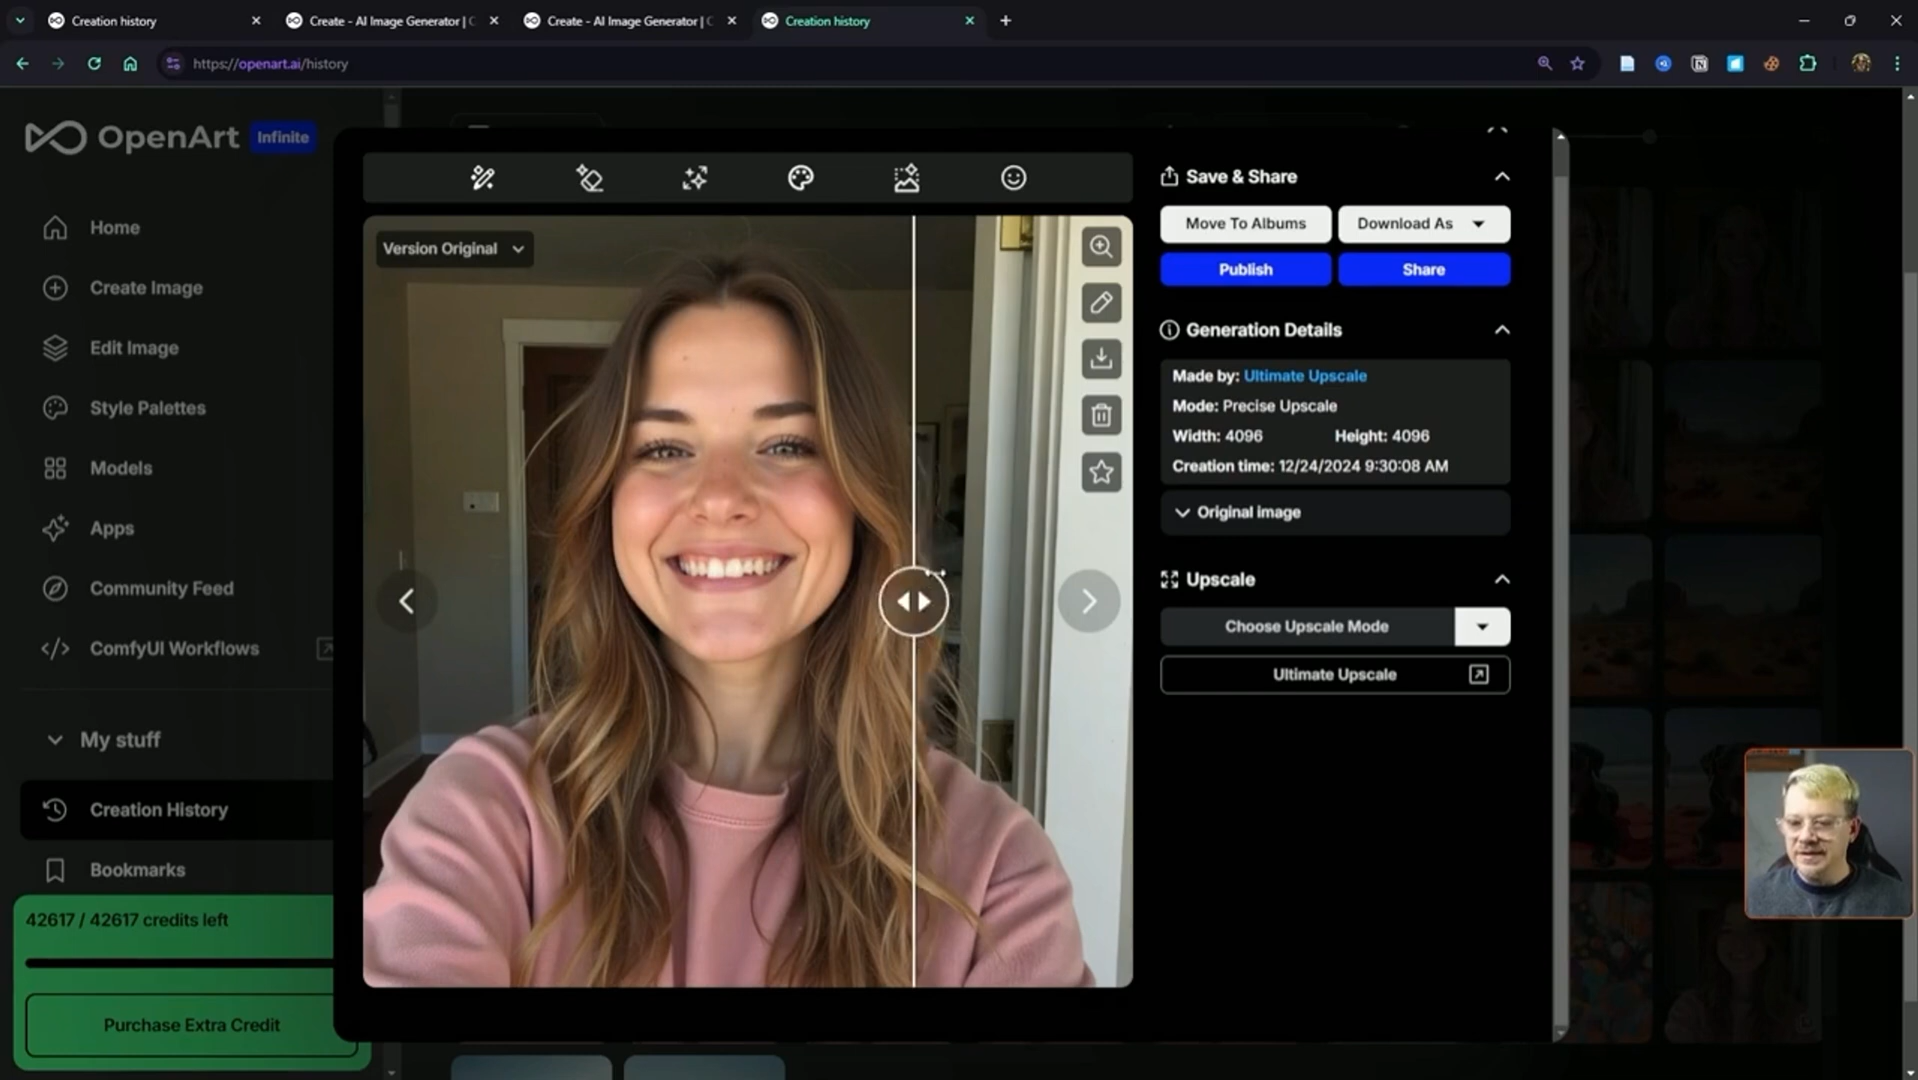 Creation history
Create - AI Image Generator |
Create - AI Image Generator |
Creation history
https://openart.ai/history
OpenArt Infinite
Home
Create Image
Edit Image
Style Palettes
Models
Apps
Community Feed
ComfyUI Workflows
My stuff
Creation History
Bookmarks
42617 / 42617 credits left
Purchase Extra Credit
Version Original
Save & Share
Move To Albums
Download As
Publish
Share
Generation Details
Made by: Ultimate Upscale
Mode: Precise Upscale
Width: 4096 Height: 4096
Creation time: 12/24/2024 9:30:08 AM
Original image
Upscale
Choose Upscale Mode
Ultimate Upscale